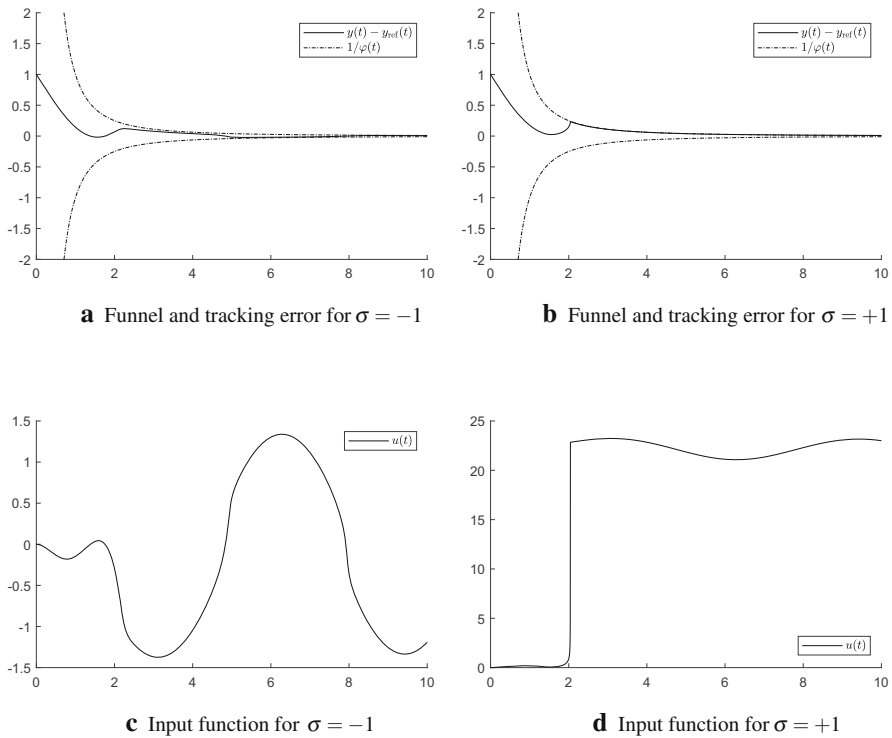 2
1.5
1
0.5
0
-0.5
-1
-1.5
-2
0 2 4 6 8 10
y(t) − y_ref(t)
1/φ(t)
a Funnel and tracking error for σ = −1
2
1.5
1
0.5
0
-0.5
-1
-1.5
-2
0 2 4 6 8 10
y(t) − y_ref(t)
1/φ(t)
b Funnel and tracking error for σ = +1
1.5
1
0.5
0
-0.5
-1
-1.5
0 2 4 6 8 10
u(t)
c Input function for σ = −1
25
20
15
10
5
0
0 2 4 6 8 10
u(t)
d Input function for σ = +1